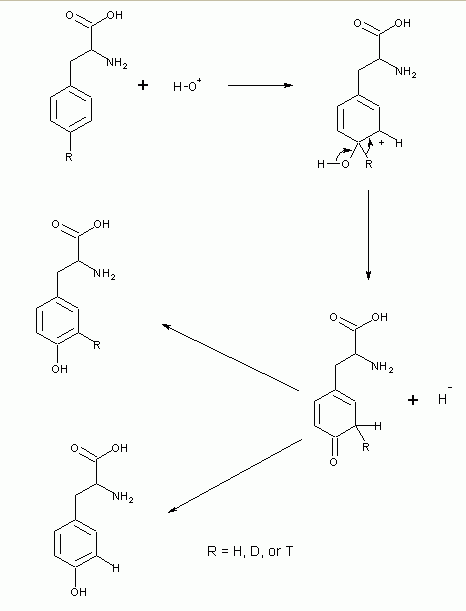 O OH
NH2
R
+
H-O+
O OH
NH2
H
+
H O R
O OH
NH2
R
OH
O OH
NH2
H
R
O
+
H-
O OH
NH2
H
OH
R = H, D, or T